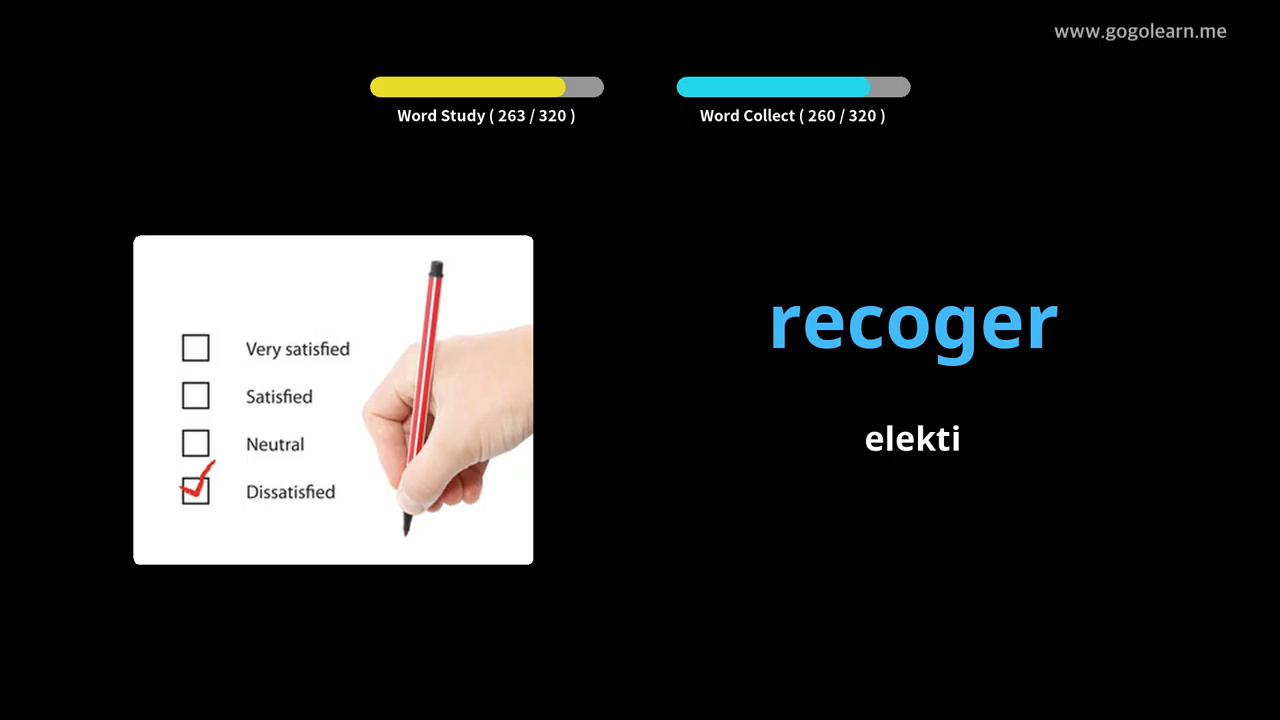 www.gogolearn.me
Word Study ( 263 / 320 )
Word Collect ( 260 / 320 )
Very satisfied
Satisfied
Neutral
Dissatisfied
recoger
elekti